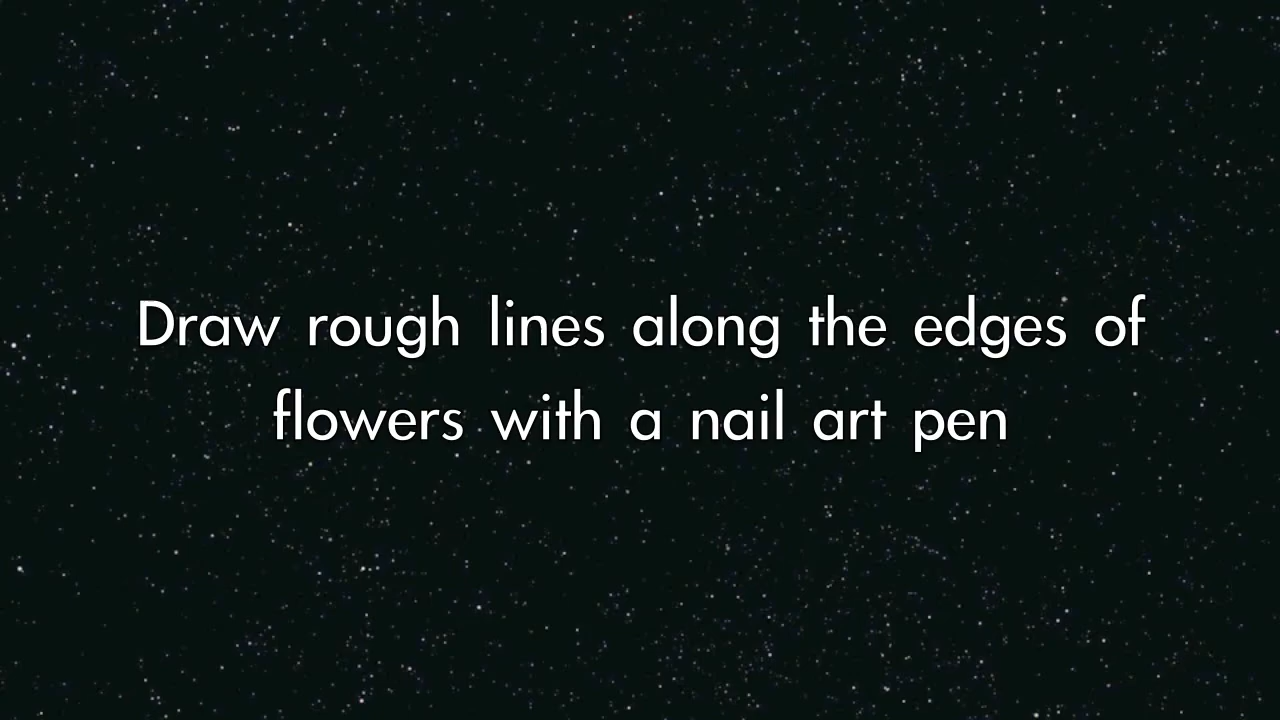 Draw rough lines along the edges of
flowers with a nail art pen